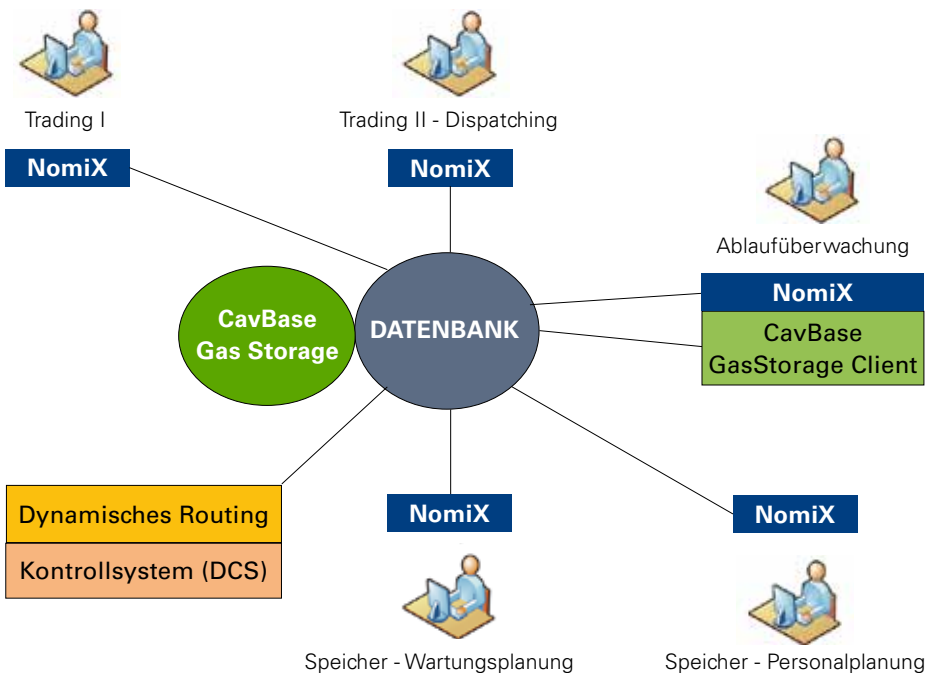 Trading I
Trading II - Dispatching
NomiX
NomiX
Ablaufüberwachung
NomiX
CavBase
GasStorage Client
CavBase
Gas Storage
DATENBANK
Dynamisches Routing
Kontrollsystem (DCS)
NomiX
NomiX
Speicher - Wartungsplanung
Speicher - Personalplanung